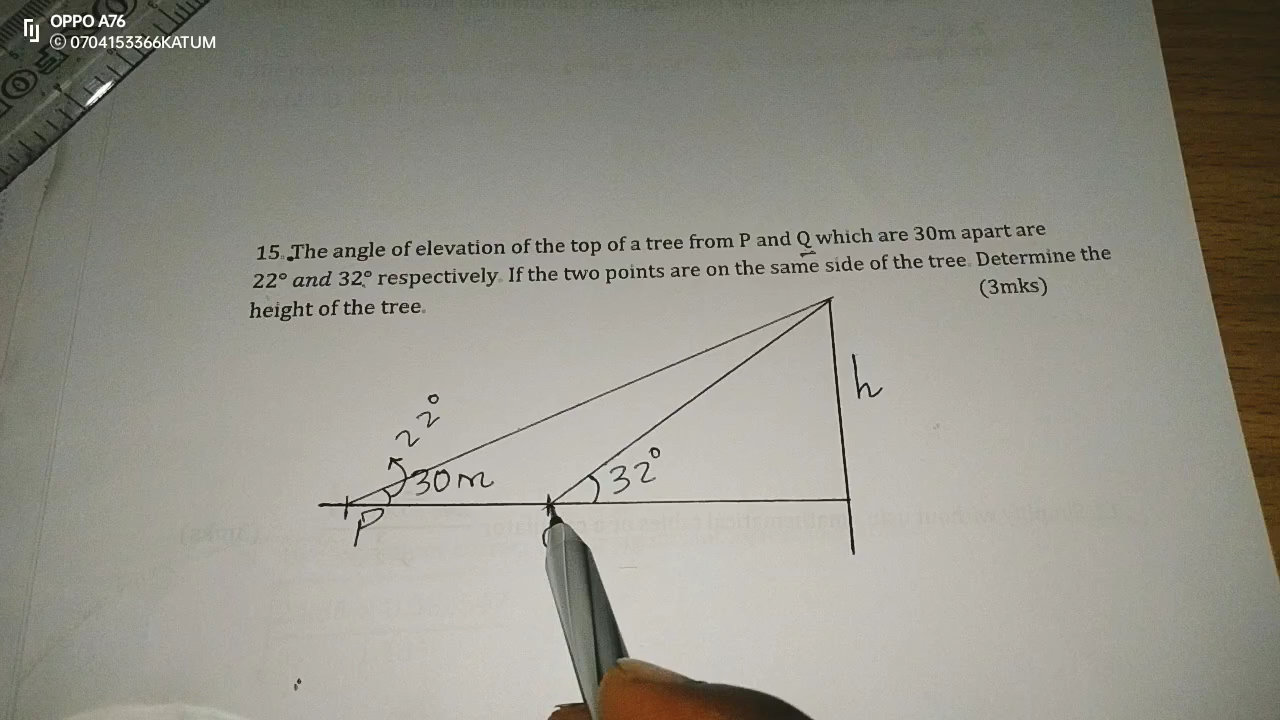 OPPO A76
© 0704153366KATUM
15. The angle of elevation of the top of a tree from P and Q which are 30m apart are
22° and 32° respectively. If the two points are on the same side of the tree. Determine the
height of the tree.
(3mks)
h
22°
30m
32°
P